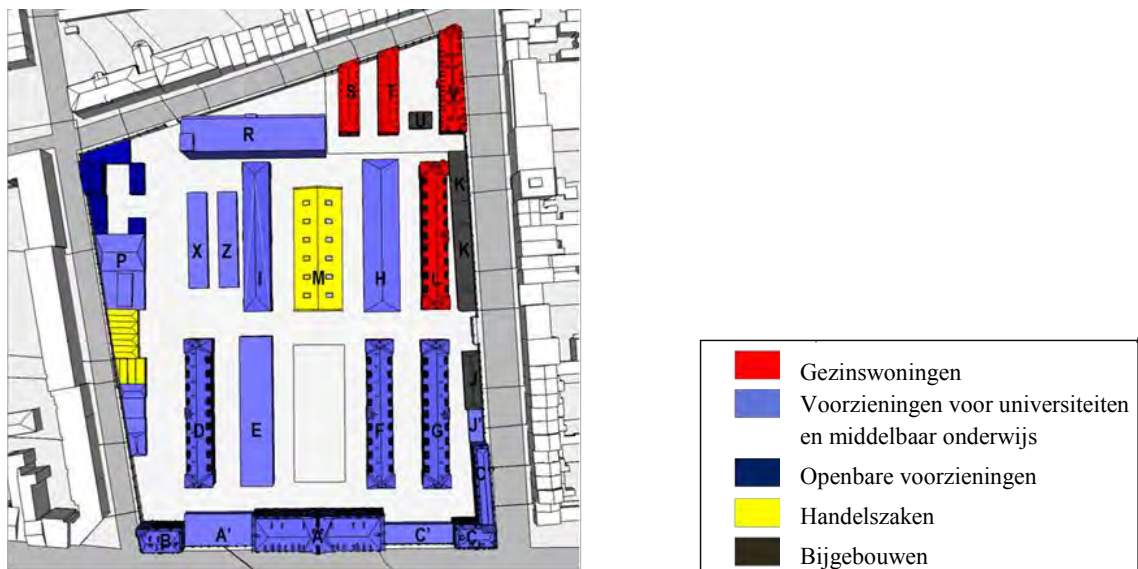 S T V
U
R
K'
X Z I M H L K
P
D E F G J
J'
C'
B A' A C' C
Gezinswoningen
Voorzieningen voor universiteiten
en middelbaar onderwijs
Openbare voorzieningen
Handelszaken
Bijgebouwen